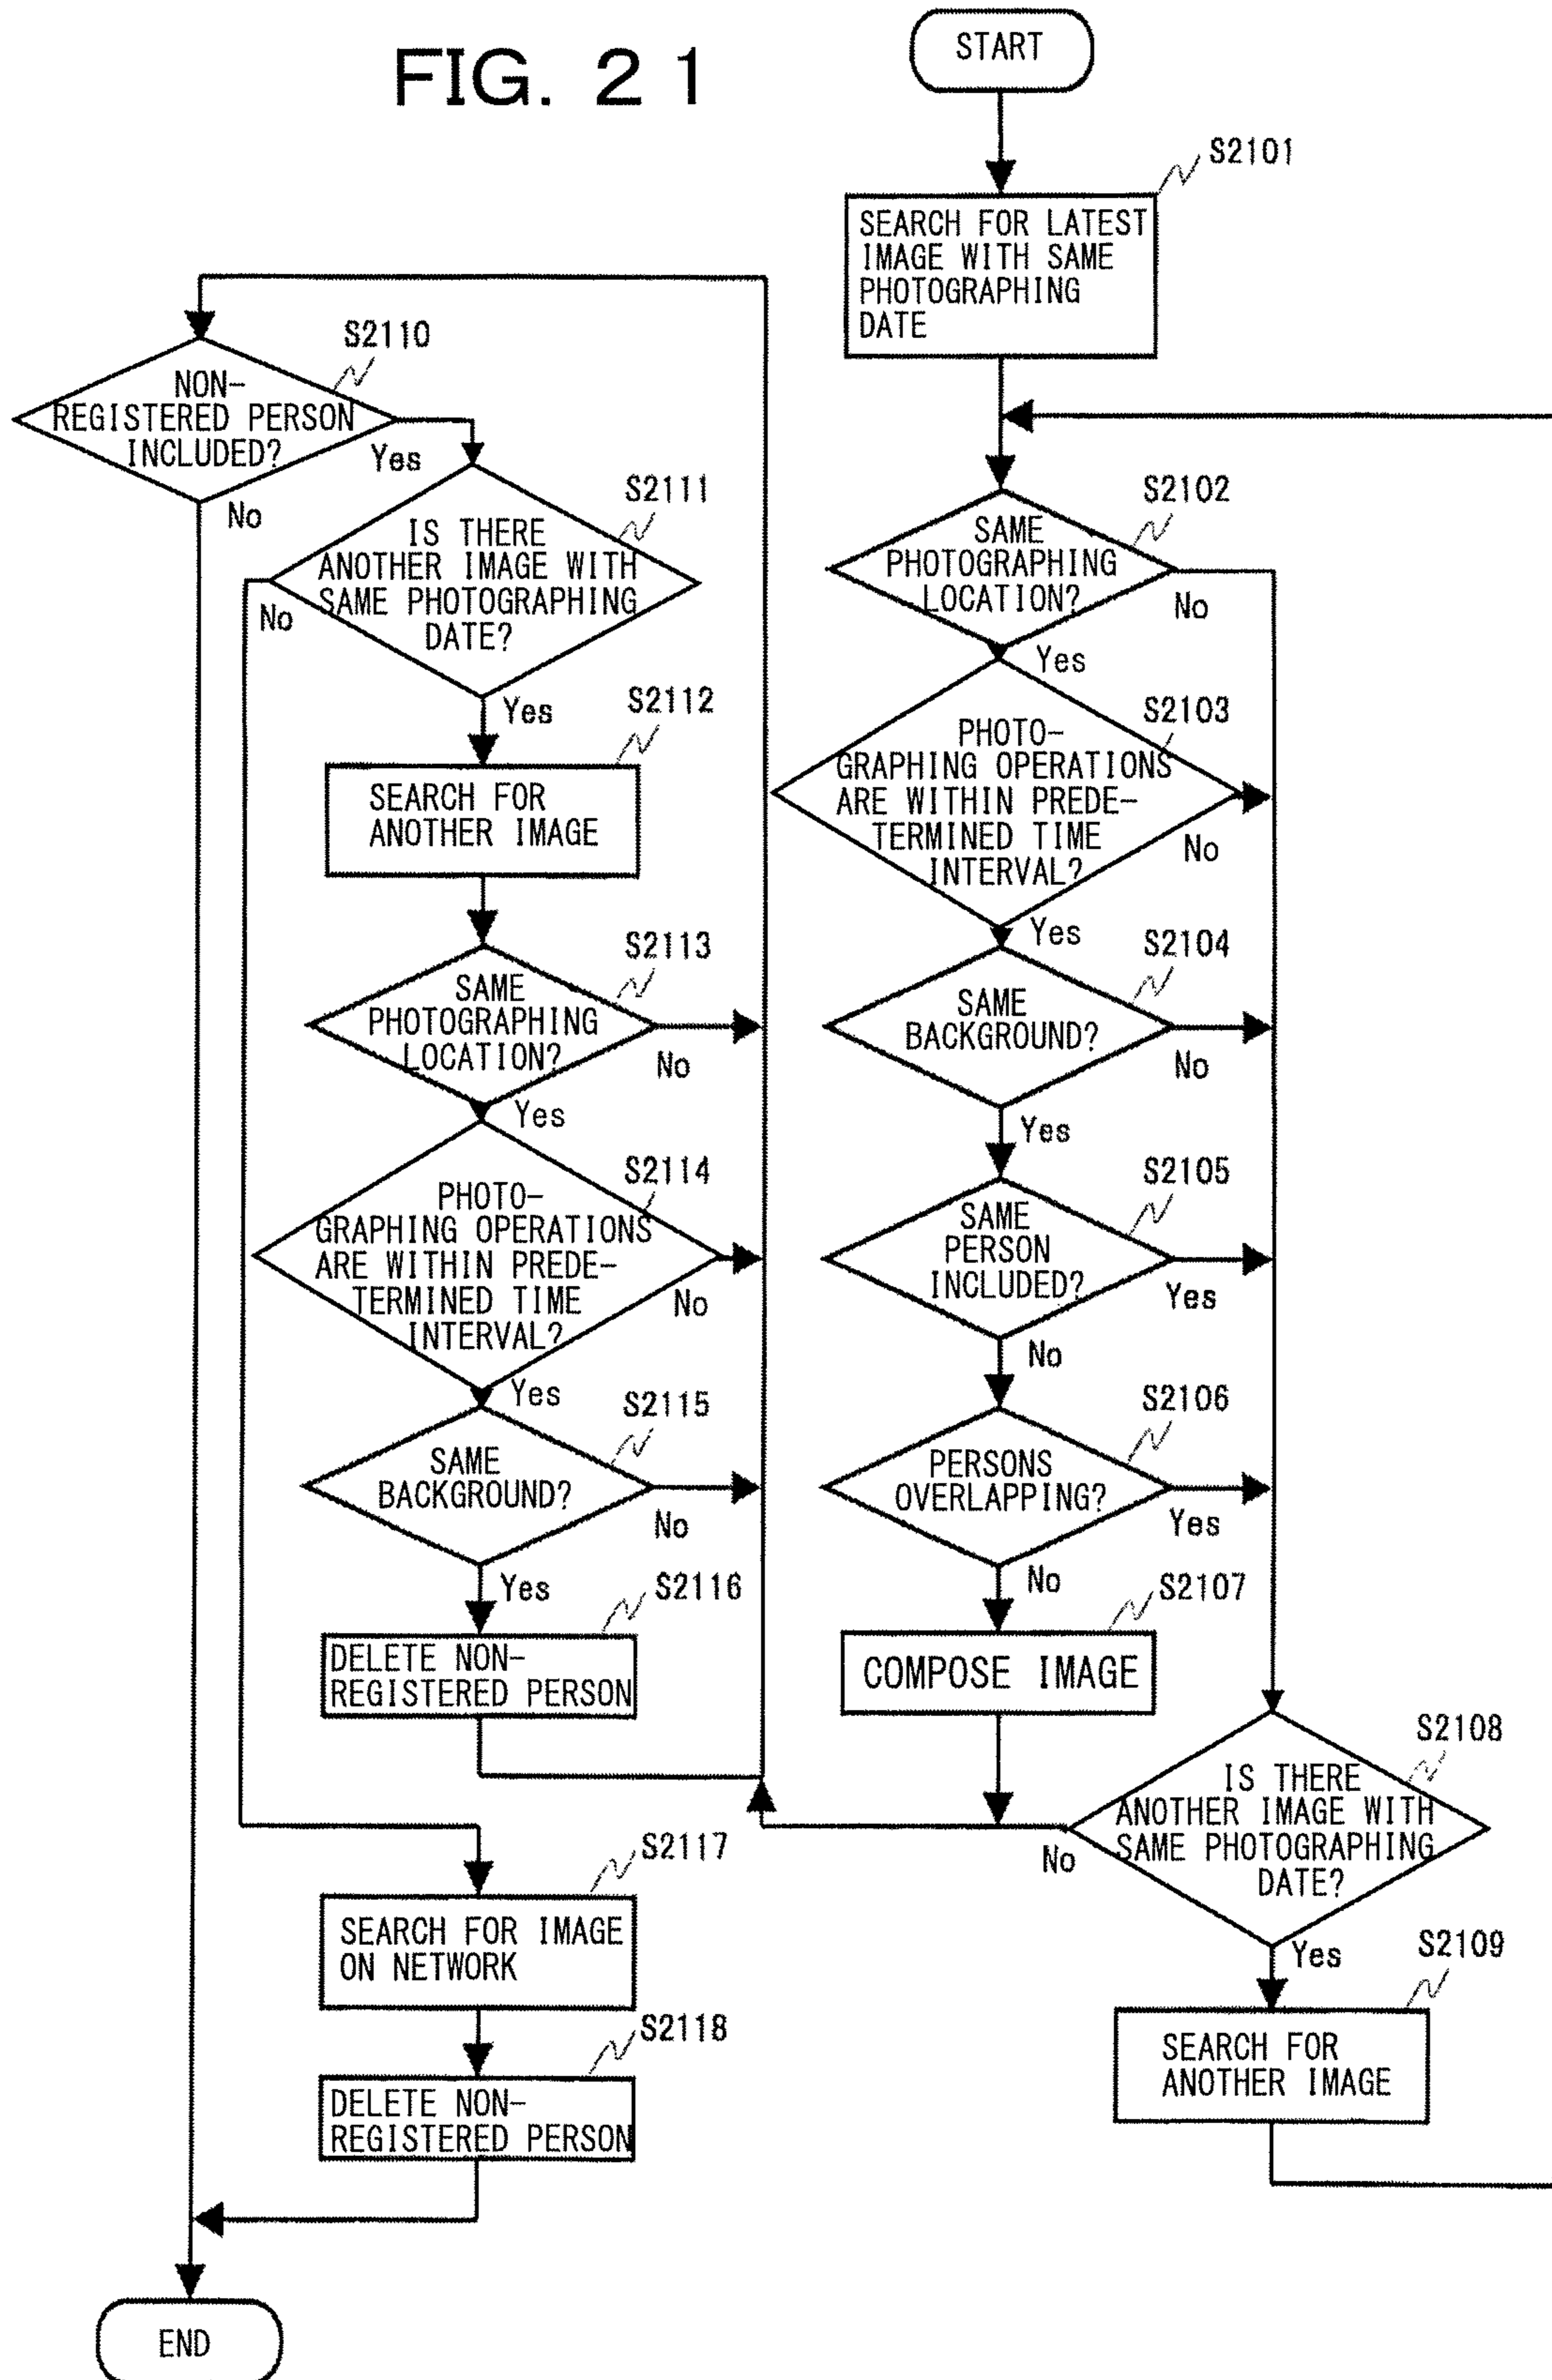 FIG. 21
START
S2101
SEARCH FOR LATEST
IMAGE WITH SAME
PHOTOGRAPHING
DATE
S2102
SAME
PHOTOGRAPHING
LOCATION?
No
Yes
S2103
PHOTO-
GRAPHING OPERATIONS
ARE WITHIN PREDE-
TERMINED TIME
INTERVAL?
No
Yes
S2104
SAME
BACKGROUND?
No
Yes
S2105
SAME
PERSON
INCLUDED?
Yes
No
S2106
PERSONS
OVERLAPPING?
Yes
No
S2107
COMPOSE IMAGE
S2108
IS THERE
ANOTHER IMAGE WITH
SAME PHOTOGRAPHING
DATE?
No
Yes
S2109
SEARCH FOR
ANOTHER IMAGE
S2110
NON-
REGISTERED PERSON
INCLUDED?
Yes
No
S2111
IS THERE
ANOTHER IMAGE WITH
SAME PHOTOGRAPHING
DATE?
No
Yes
S2112
SEARCH FOR
ANOTHER IMAGE
S2113
SAME
PHOTOGRAPHING
LOCATION?
No
Yes
S2114
PHOTO-
GRAPHING OPERATIONS
ARE WITHIN PREDE-
TERMINED TIME
INTERVAL?
No
Yes
S2115
SAME
BACKGROUND?
No
Yes
S2116
DELETE NON-
REGISTERED PERSON
S2117
SEARCH FOR IMAGE
ON NETWORK
S2118
DELETE NON-
REGISTERED PERSON
END